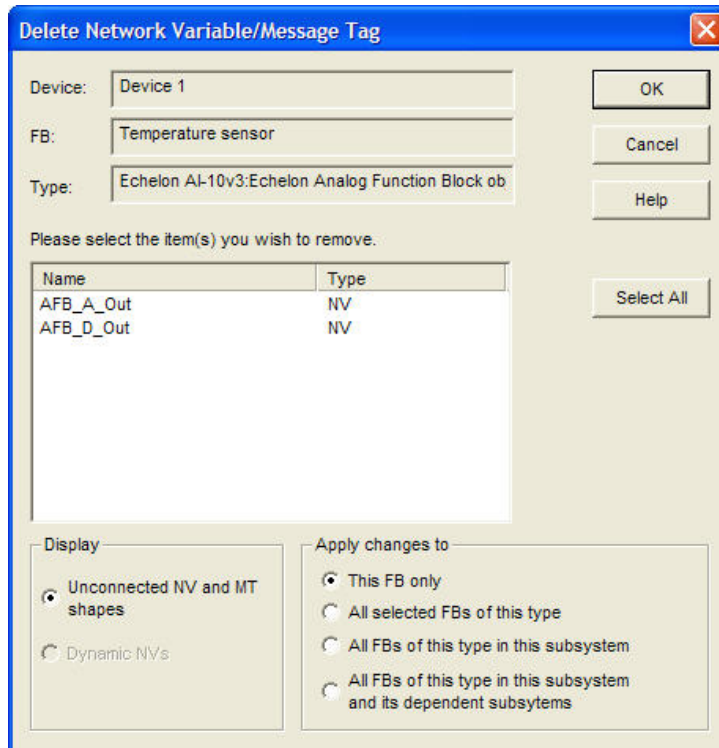 Delete Network Variable/Message Tag
Device: Device 1
OK
FB: Temperature sensor
Cancel
Type: Echelon AI-10v3:Echelon Analog Function Block ob
Help
Please select the item(s) you wish to remove.
Name Type
Select All
AFB_A_Out NV
AFB_D_Out NV
Display
Unconnected NV and MT
shapes
Dynamic NVs
Apply changes to
This FB only
All selected FBs of this type
All FBs of this type in this subsystem
All FBs of this type in this subsystem
and its dependent subsytems